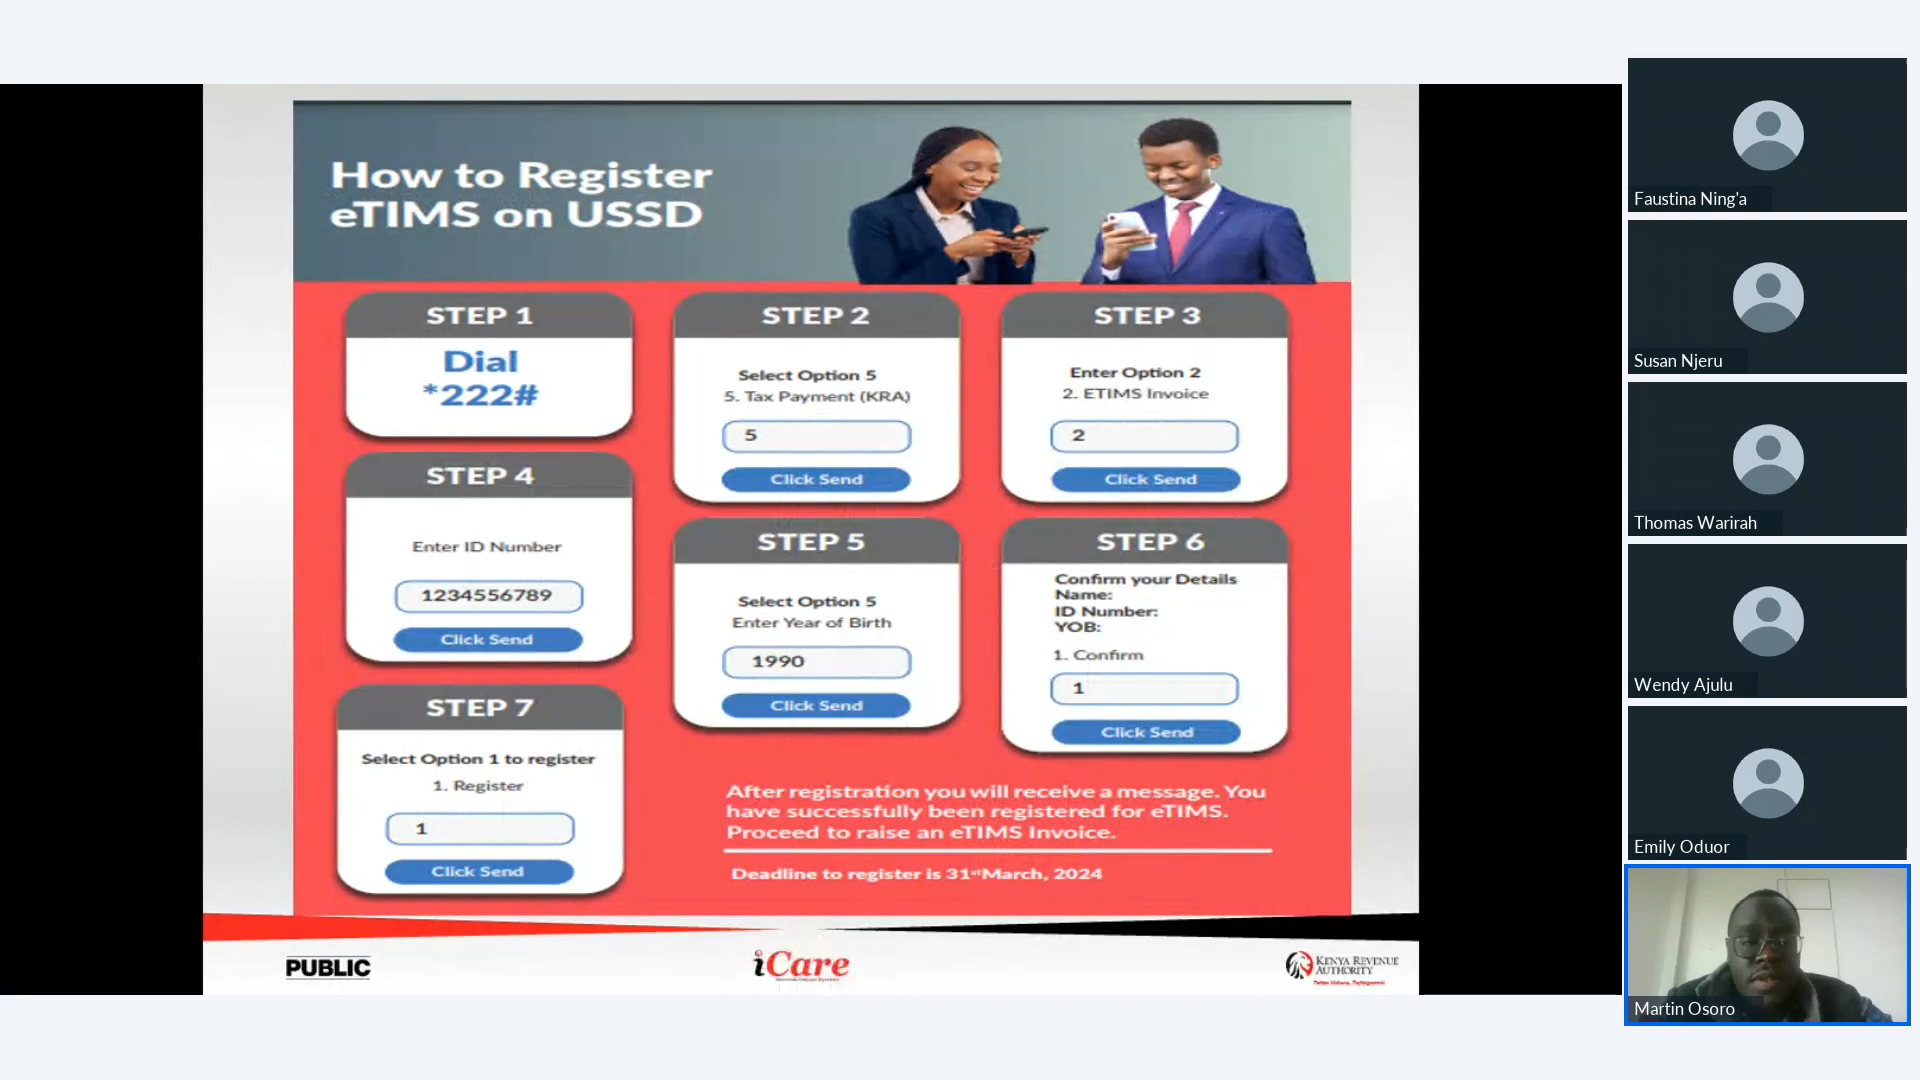 How to Register
eTIMS on USSD
STEP 1
Dial
*222#
STEP 2
Select Option 5
5. Tax Payment (KRA)
5
Click Send
STEP 3
Enter Option 2
2. ETIMS Invoice
2
Click Send
STEP 4
Enter ID Number
1234556789
Click Send
STEP 5
Select Option 5
Enter Year of Birth
1990
Click Send
STEP 6
Confirm your Details
Name:
ID Number:
YOB:
1. Confirm
1
Click Send
STEP 7
Select Option 1 to register
1. Register
1
Click Send
After registration you will receive a message. You
have successfully been registered for eTIMS.
Proceed to raise an eTIMS Invoice.
Deadline to register is 31st March, 2024
PUBLIC
iCare
KENYA REVENUE
AUTHORITY
Faustina Ning'a
Susan Njeru
Thomas Warirah
Wendy Ajulu
Emily Oduor
Martin Osoro